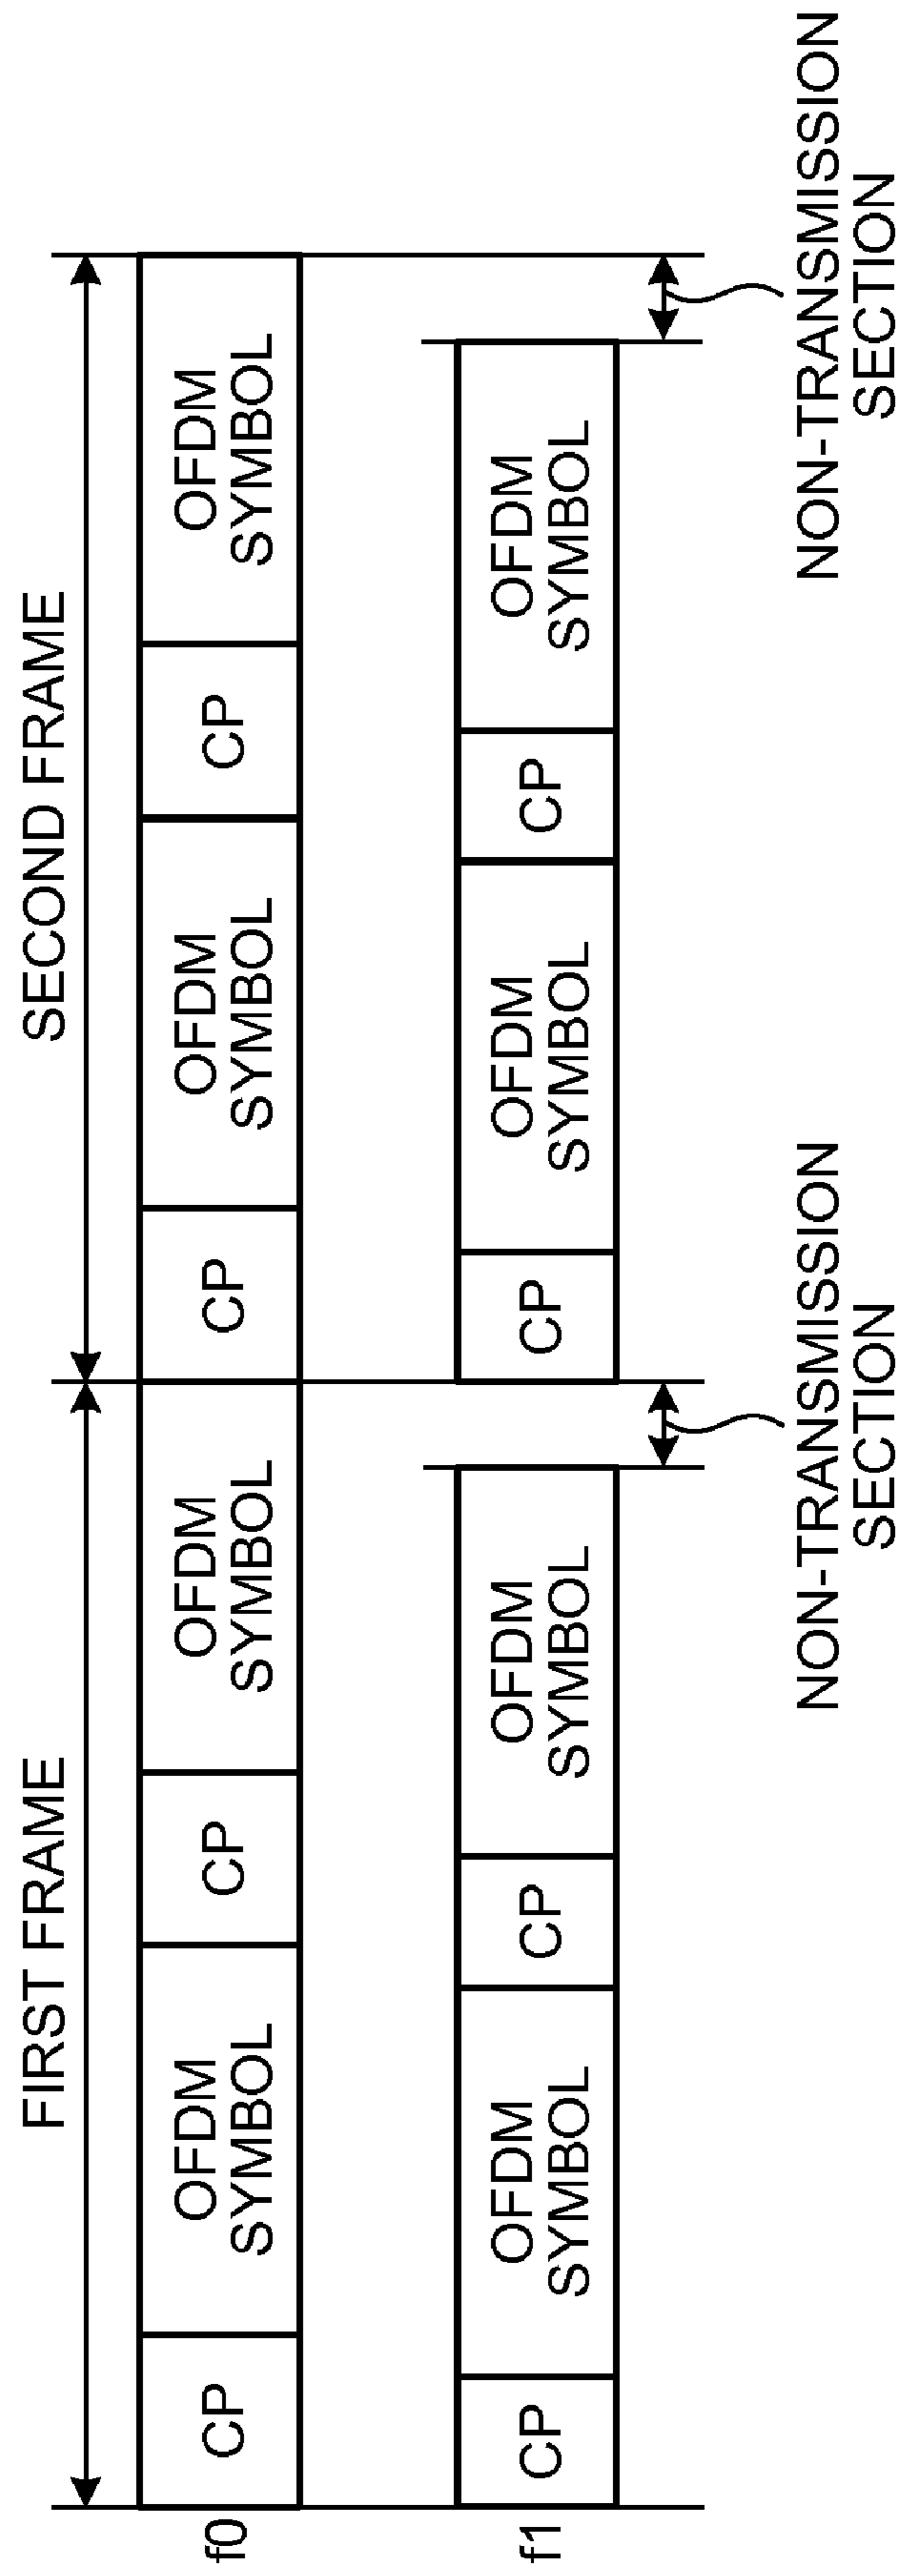 FIRST FRAME
SECOND FRAME
f0
CP
OFDM
SYMBOL
CP
OFDM
SYMBOL
CP
OFDM
SYMBOL
CP
OFDM
SYMBOL
f1
CP
OFDM
SYMBOL
CP
OFDM
SYMBOL
CP
OFDM
SYMBOL
CP
OFDM
SYMBOL
NON-TRANSMISSION
SECTION
NON-TRANSMISSION
SECTION